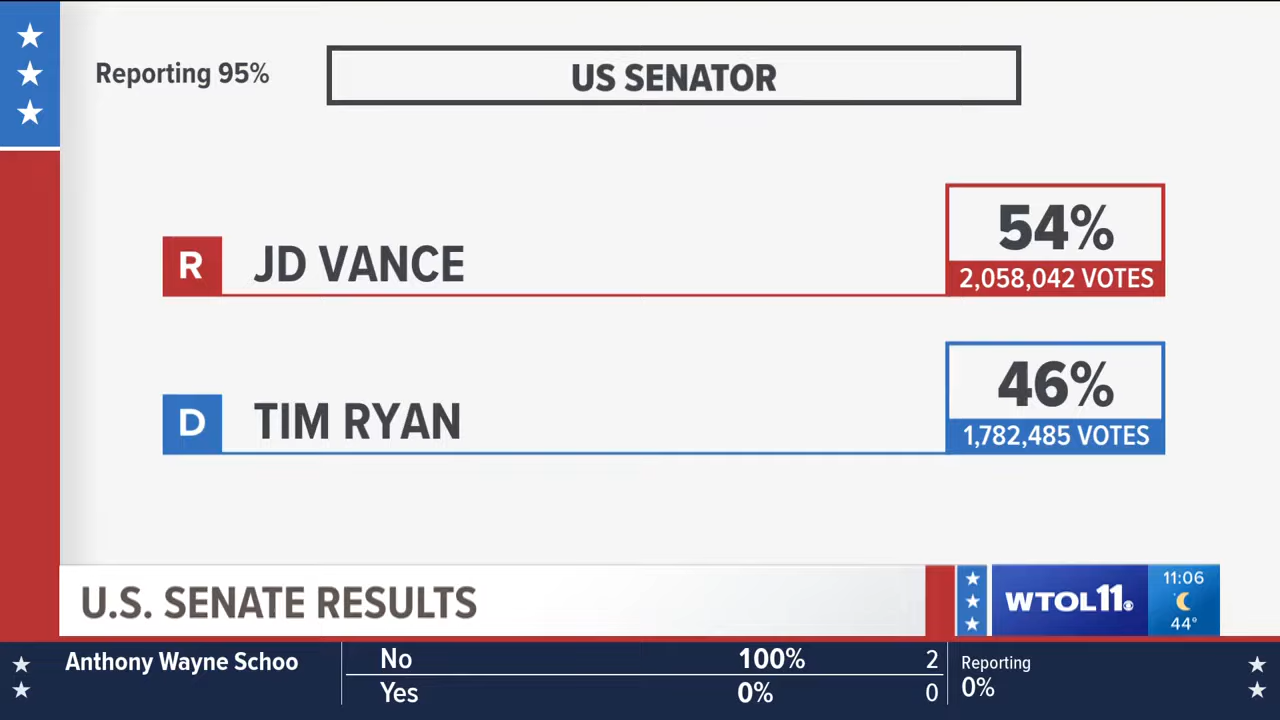 Reporting 95%
US SENATOR
54%
R JD VANCE
2,058,042 VOTES
46%
D TIM RYAN
1,782,485 VOTES
U.S. SENATE RESULTS
WTOL11
11:06
44°
Anthony Wayne Schoo
No 100% 2
Yes 0% 0
Reporting
0%